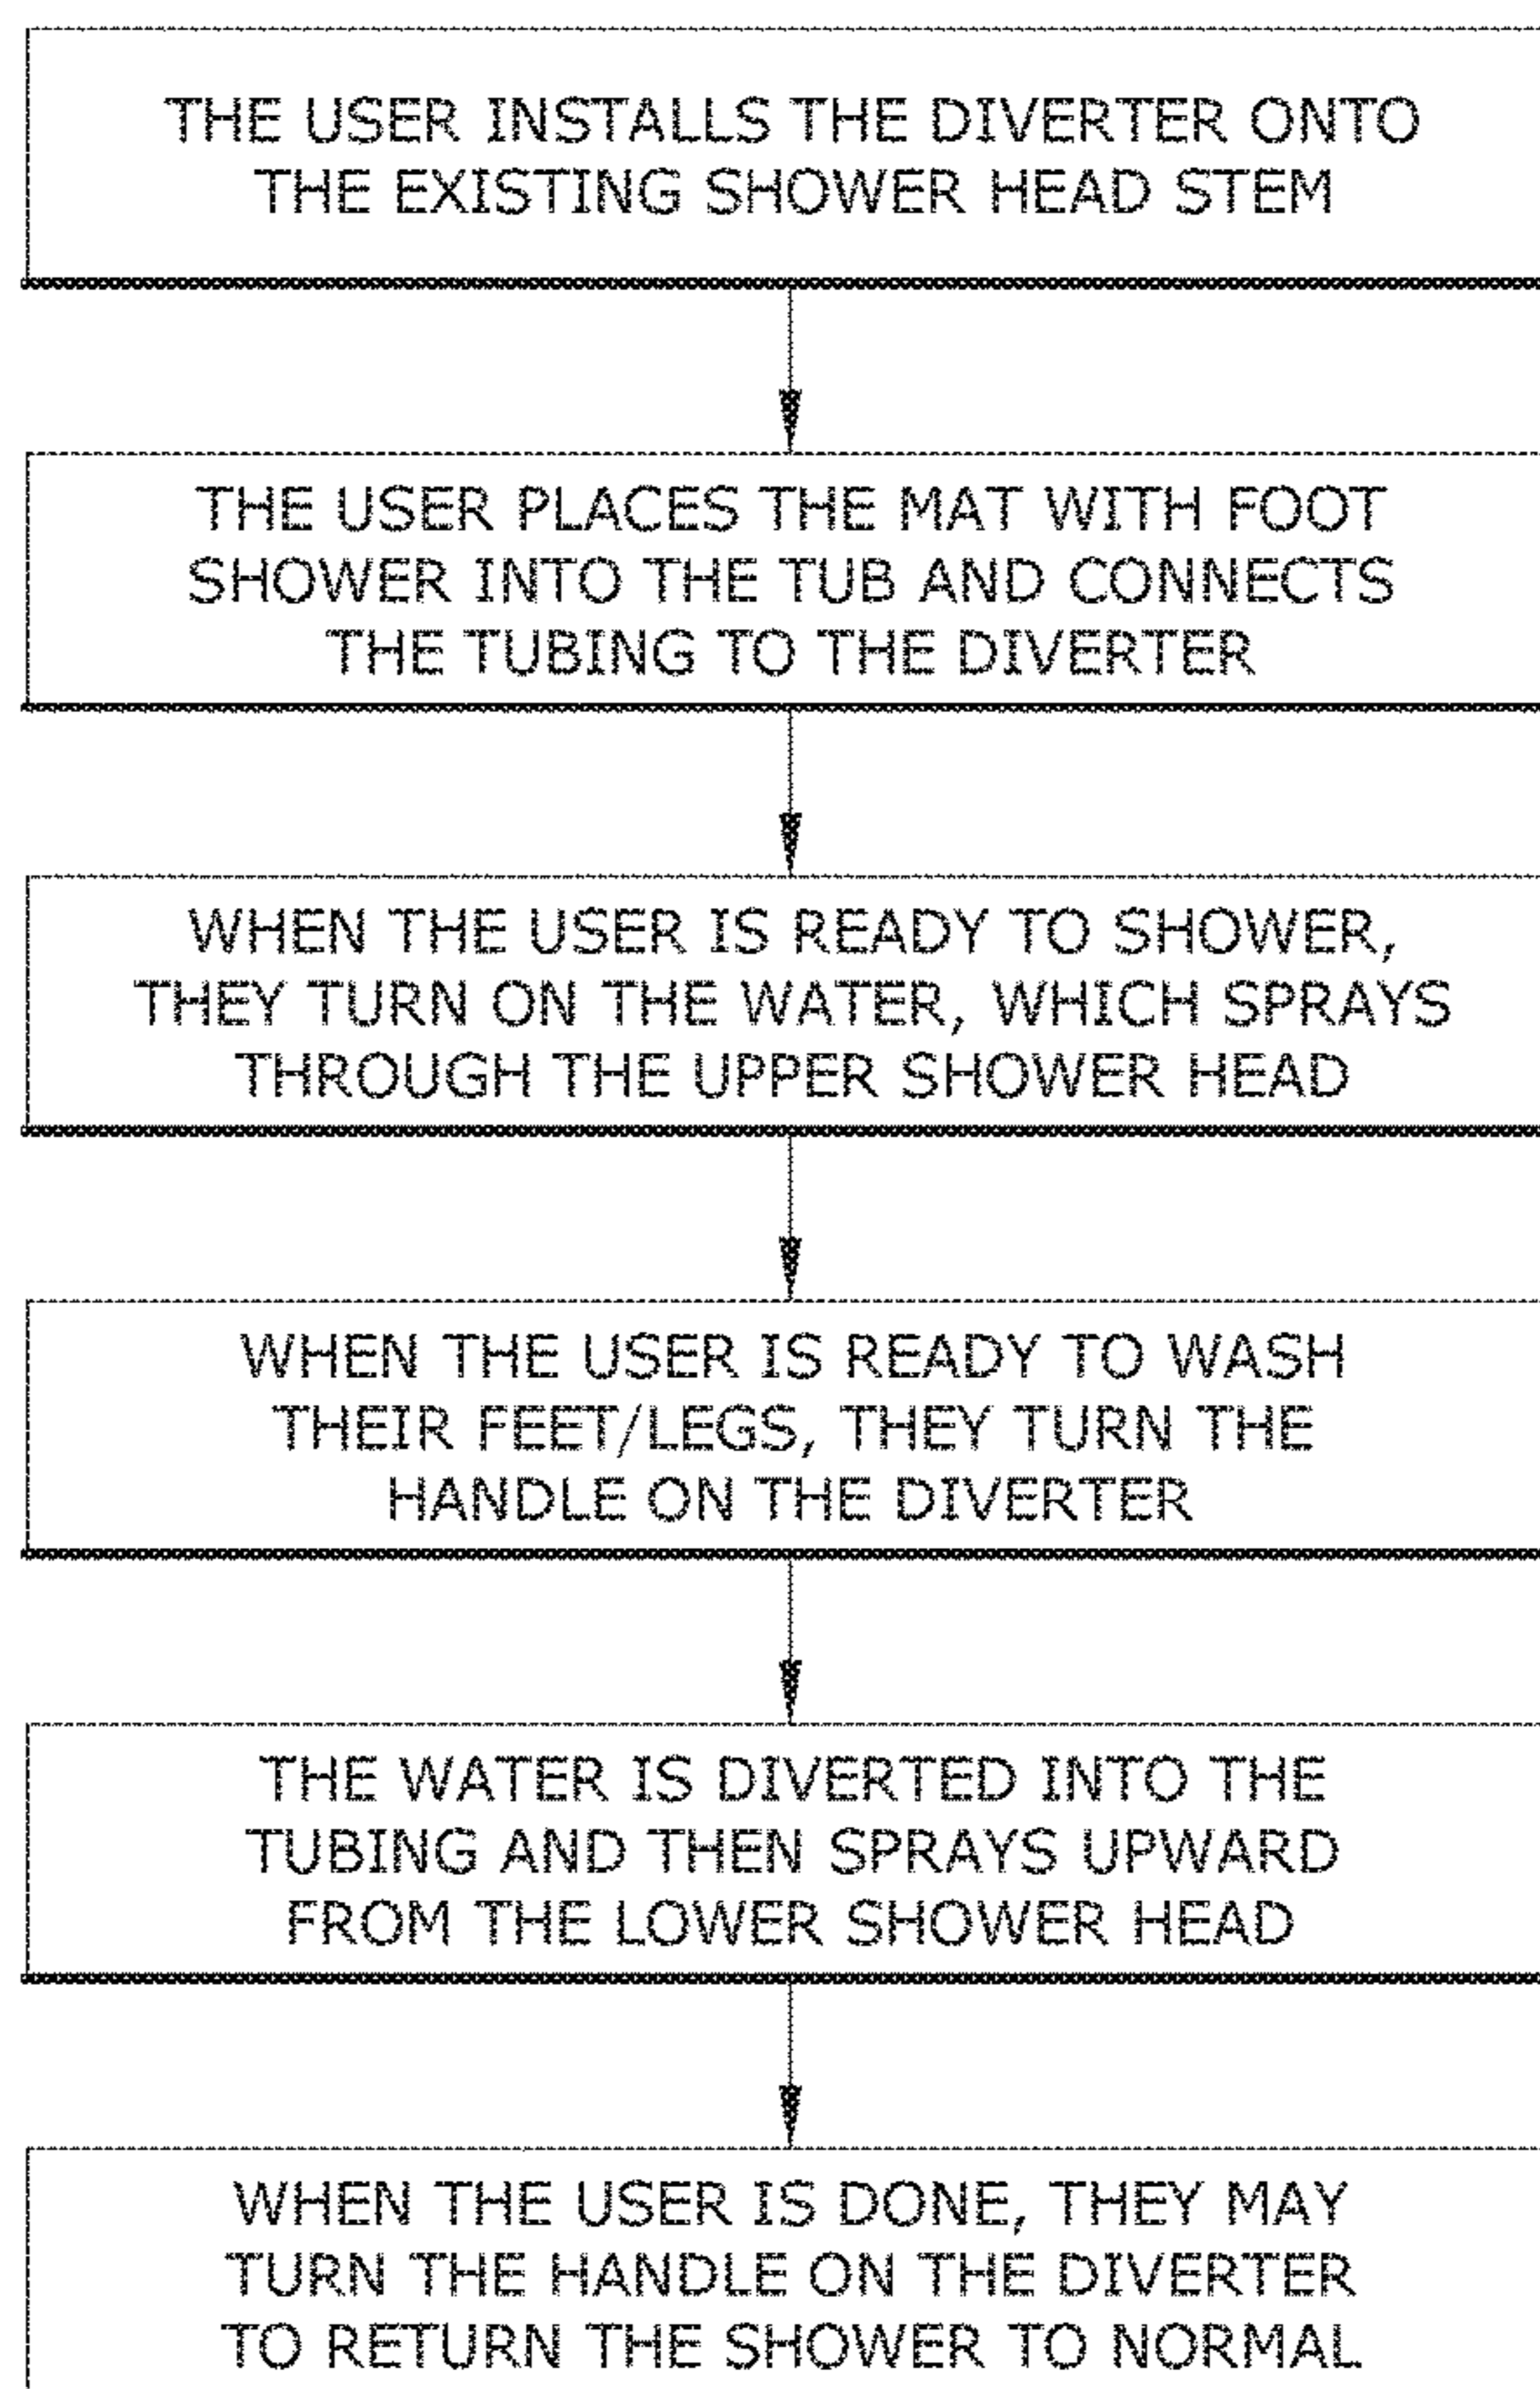 THE USER INSTALLS THE DIVERTER ONTO
THE EXISTING SHOWER HEAD STEM
THE USER PLACES THE MAT WITH FOOT
SHOWER INTO THE TUB AND CONNECTS
THE TUBING TO THE DIVERTER
WHEN THE USER IS READY TO SHOWER,
THEY TURN ON THE WATER, WHICH SPRAYS
THROUGH THE UPPER SHOWER HEAD
WHEN THE USER IS READY TO WASH
THEIR FEET/LEGS, THEY TURN THE
HANDLE ON THE DIVERTER
THE WATER IS DIVERTED INTO THE
TUBING AND THEN SPRAYS UPWARD
FROM THE LOWER SHOWER HEAD
WHEN THE USER IS DONE, THEY MAY
TURN THE HANDLE ON THE DIVERTER
TO RETURN THE SHOWER TO NORMAL